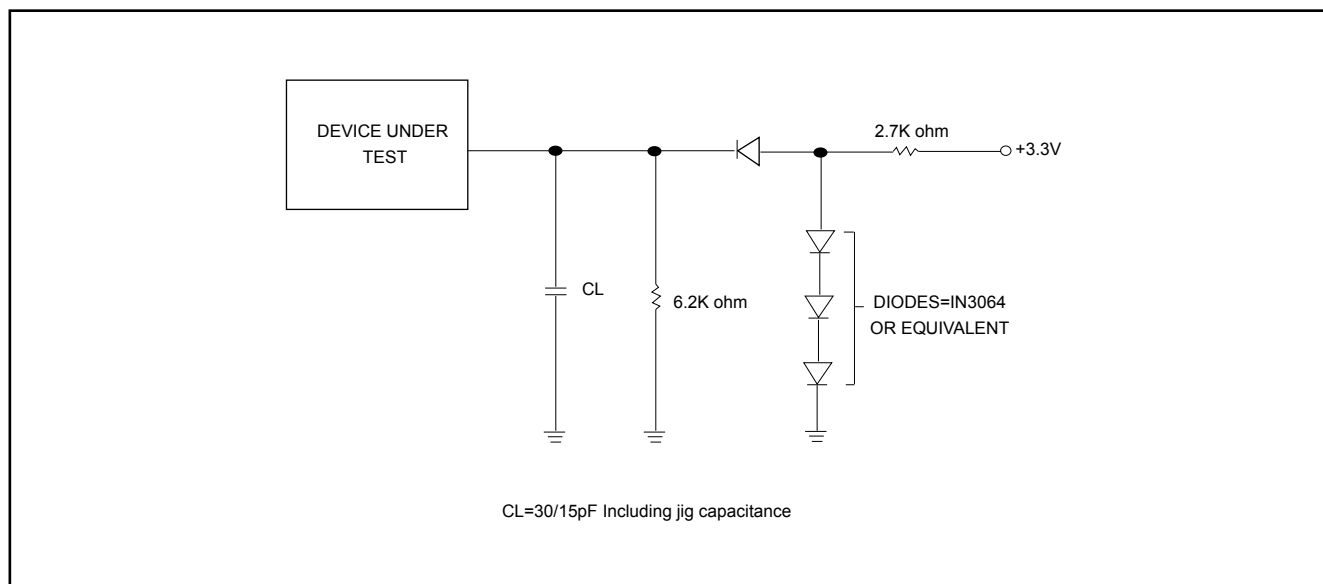 DEVICE UNDER
TEST
2.7K ohm
+3.3V
CL
6.2K ohm
DIODES=IN3064
OR EQUIVALENT
CL=30/15pF Including jig capacitance